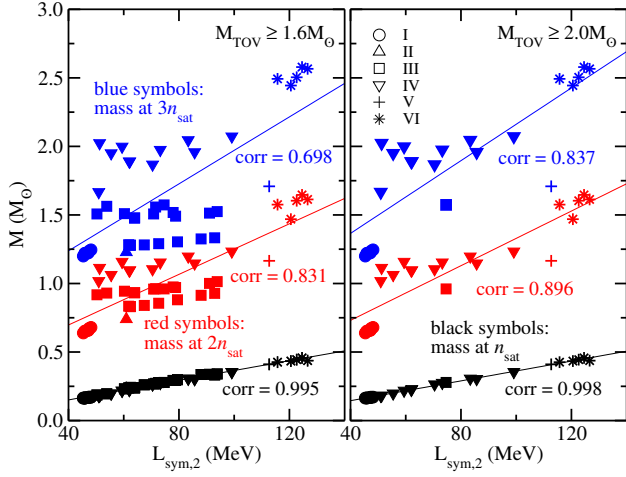 M_TOV ≥ 1.6M_⊙
M_TOV ≥ 2.0M_⊙
3.0
2.5
2.0
1.5
1.0
0.5
0.0
M (M_⊙)
blue symbols:
mass at 3n_sat
corr = 0.698
corr = 0.831
red symbols:
mass at 2n_sat
corr = 0.995
40 80 120
L_sym,2 (MeV)
I
II
III
IV
V
VI
corr = 0.837
corr = 0.896
black symbols:
mass at n_sat
corr = 0.998
40 80 120
L_sym,2 (MeV)